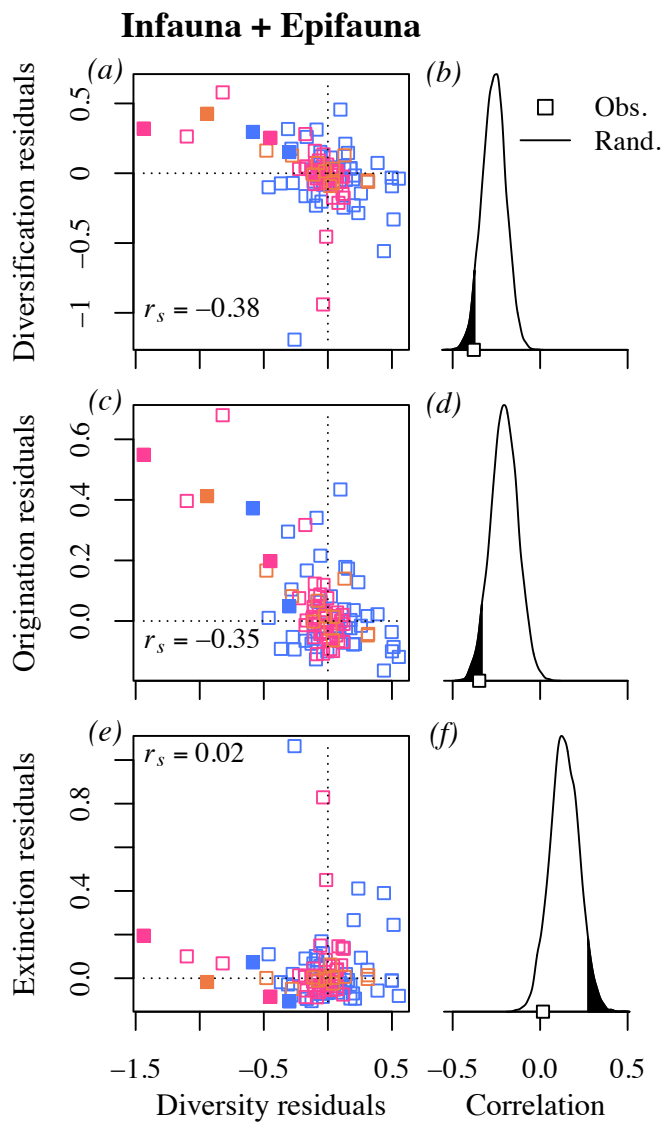 Infauna + Epifauna
(a)
(b)
Diversification residuals
0.5
0
−0.5
−1
r_s = −0.38
Obs.
Rand.
(c)
(d)
Origination residuals
0.6
0.4
0.2
0.0
r_s = −0.35
(e)
(f)
Extinction residuals
0.8
0.4
0.0
r_s = 0.02
−1.5
−0.5
0.5
−0.5
0.0
0.5
Diversity residuals
Correlation